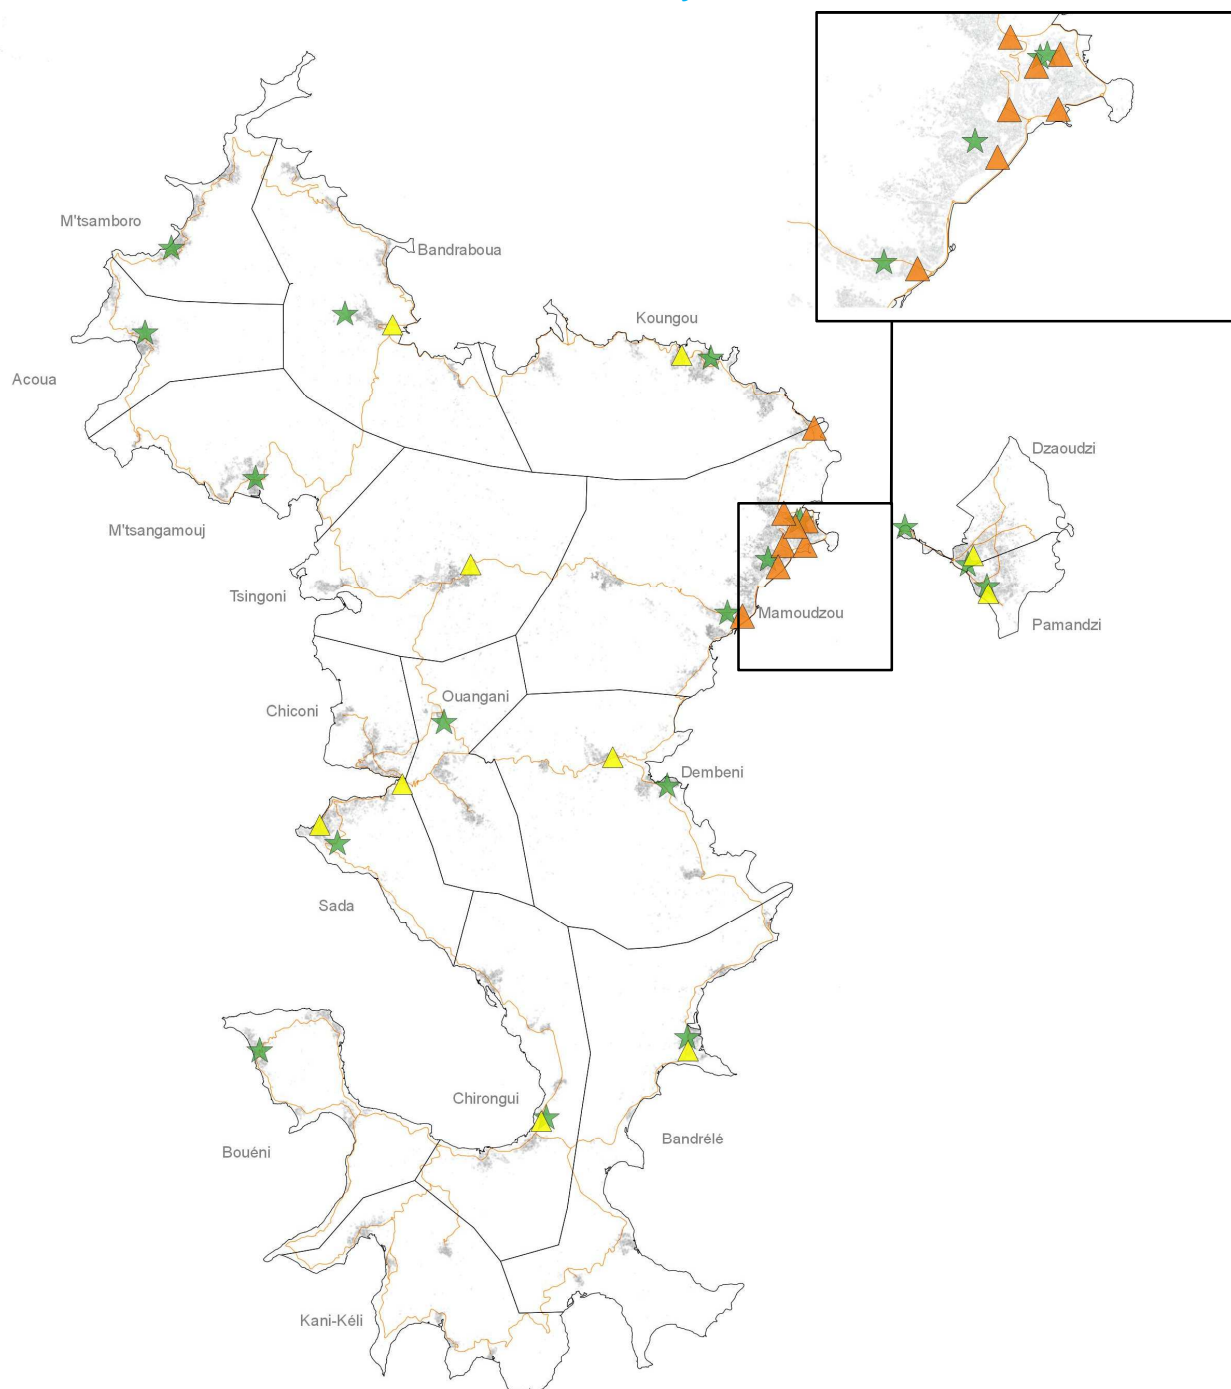 M'tsamboro
Bandraboua
Koungou
Acoua
Dzaoudzi
M'tsangamouj
Tsingoni
Mamoudzou
Pamandzi
Ouangani
Chiconi
Dembeni
Sada
Chirongui
Bandrélé
Bouéni
Kani-Kéli